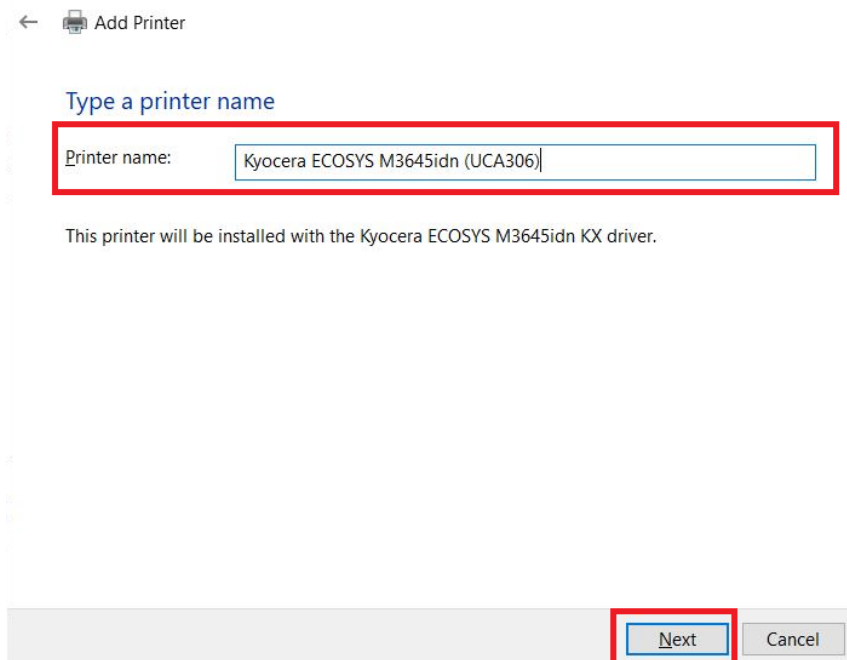 Add Printer
Type a printer name
Printer name: Kyocera ECOSYS M3645idn (UCA306)
This printer will be installed with the Kyocera ECOSYS M3645idn KX driver.
Next Cancel